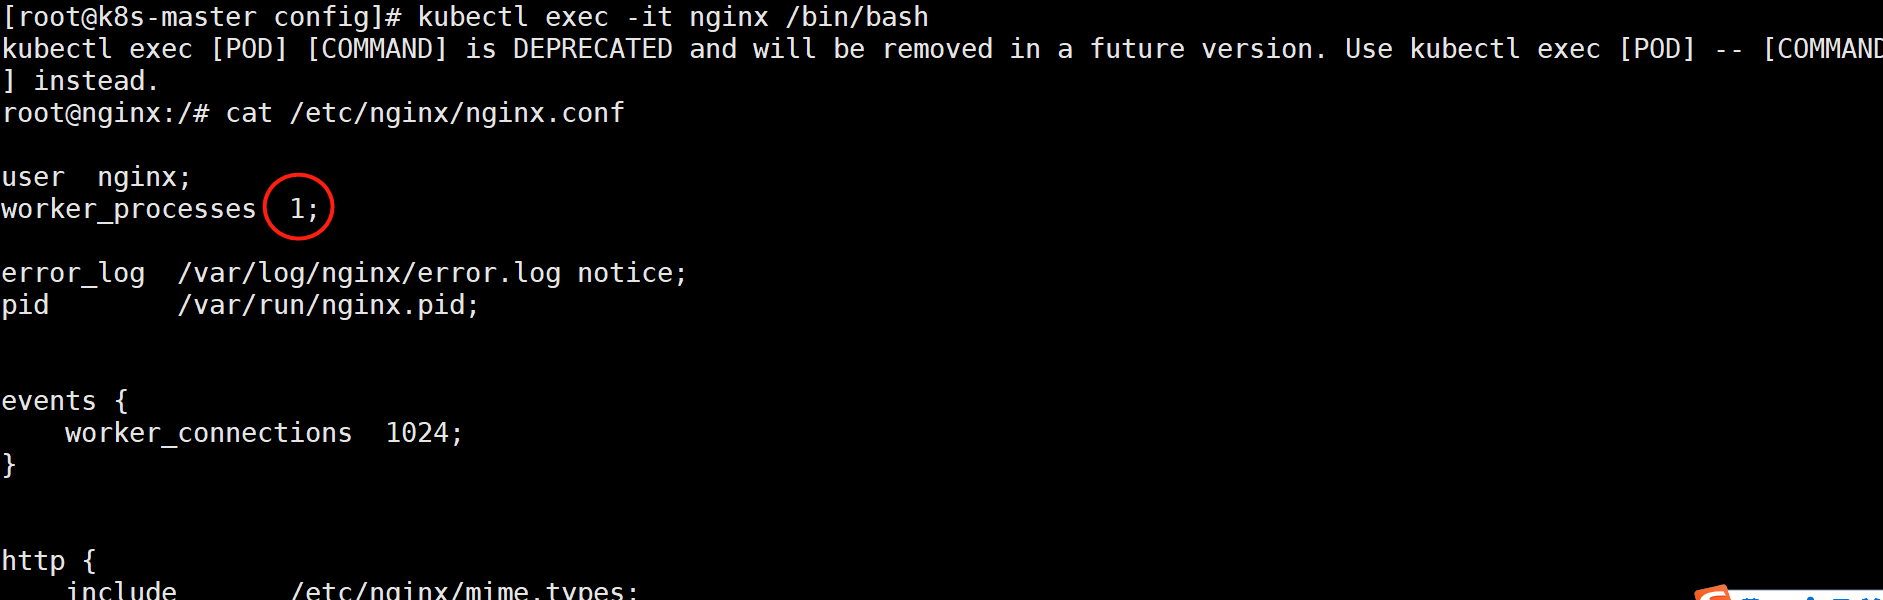 [root@k8s-master config]# kubectl exec -it nginx /bin/bash
kubectl exec [POD] [COMMAND] is DEPRECATED and will be removed in a future version. Use kubectl exec [POD] -- [COMMAND
] instead.
root@nginx:/# cat /etc/nginx/nginx.conf
user  nginx;
worker_processes  1;
error_log  /var/log/nginx/error.log notice;
pid        /var/run/nginx.pid;
events {
    worker_connections  1024;
}
http {
    include       /etc/nginx/mime.types;